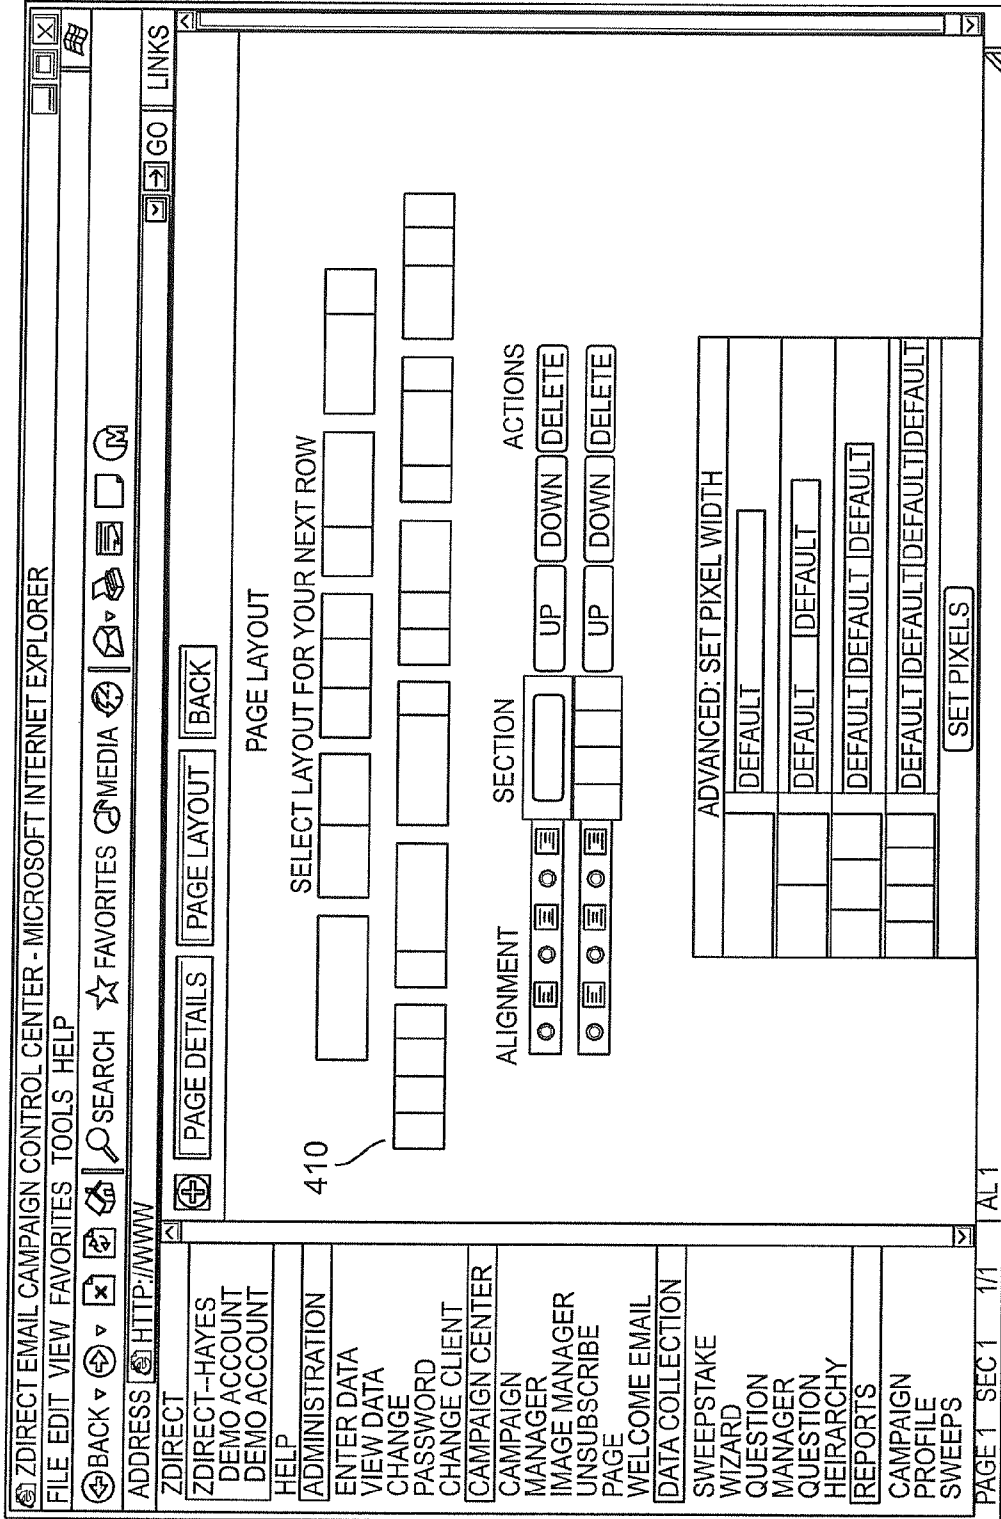 ZDIRECT EMAIL CAMPAIGN CONTROL CENTER - MICROSOFT INTERNET EXPLORER
FILE EDIT VIEW FAVORITES TOOLS HELP
BACK SEARCH FAVORITES MEDIA M
ADDRESS HTTP://WWW GO LINKS
ZDIRECT
ZDIRECT--HAYES
DEMO ACCOUNT
DEMO ACCOUNT
HELP
ADMINISTRATION
ENTER DATA
VIEW DATA
CHANGE
PASSWORD
CHANGE CLIENT
CAMPAIGN CENTER
CAMPAIGN
MANAGER
IMAGE MANAGER
UNSUBSCRIBE
PAGE
WELCOME EMAIL
DATA COLLECTION
SWEEPSTAKE
WIZARD
QUESTION
MANAGER
QUESTION
HEIRARCHY
REPORTS
CAMPAIGN
PROFILE
SWEEPS
PAGE DETAILS PAGE LAYOUT BACK
PAGE LAYOUT
SELECT LAYOUT FOR YOUR NEXT ROW
410
ALIGNMENT SECTION ACTIONS
UP DOWN DELETE
UP DOWN DELETE
ADVANCED: SET PIXEL WIDTH
DEFAULT
DEFAULT DEFAULT
DEFAULT DEFAULT DEFAULT
DEFAULT DEFAULT DEFAULT DEFAULT
SET PIXELS
PAGE 1 SEC 1 1/1 AL 1